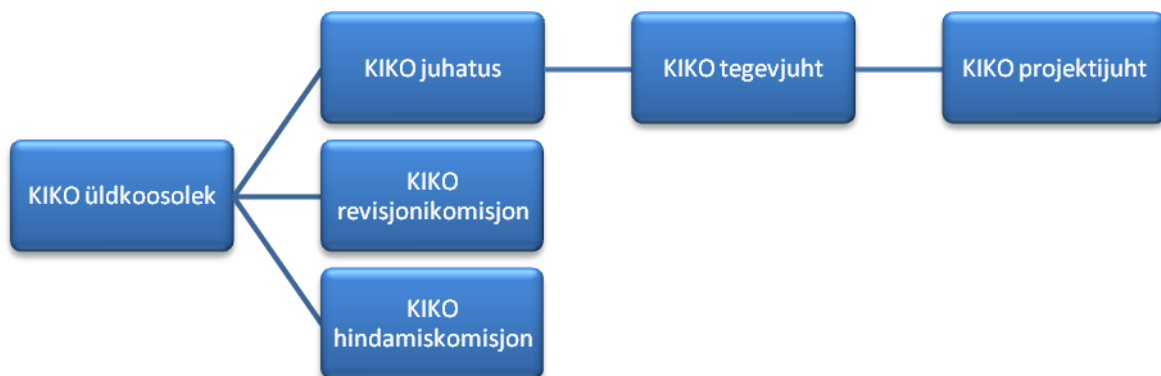 KIKO juhatus
KIKO tegevjuht
KIKO projektijuht
KIKO üldkoosolek
KIKO
revisjonikomisjon
KIKO
hindamiskomisjon